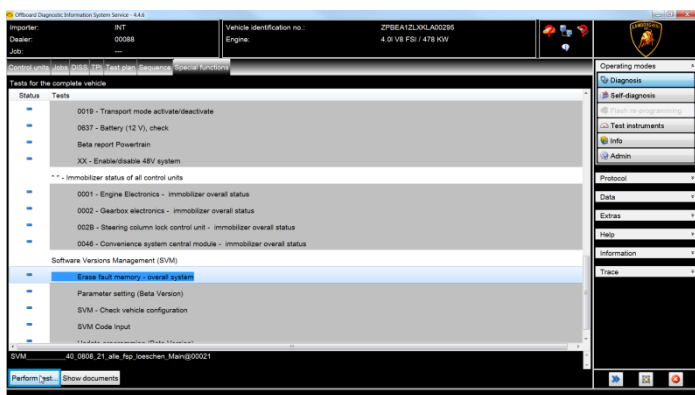 Offboard Diagnostic Information System Service - 4.4.6
Importer: INT
Dealer: 00088
Job: ---
Vehicle identification no.: ZPBEA1ZLXKLA00295
Engine: 4.0l V8 FSI / 478 KW
LAMBORGHINI
Control units Jobs DISS TPI Test plan Sequence Special functions
Tests for the complete vehicle
Status Tests
0019 - Transport mode activate/deactivate
0637 - Battery (12 V), check
Beta report Powertrain
XX - Enable/disable 48V system
"" - Immobilizer status of all control units
0001 - Engine Electronics - immobilizer overall status
0002 - Gearbox electronics - immobilizer overall status
002B - Steering column lock control unit - immobilizer overall status
0046 - Convenience system central module - immobilizer overall status
Software Versions Management (SVM)
Erase fault memory - overall system
Parameter setting (Beta Version)
SVM - Check vehicle configuration
SVM Code Input
Update programming (Beta Version)
SVM_______40_0808_21_alle_fsp_loeschen_Main@00021
Perform test... Show documents
Operating modes
Diagnosis
Self-diagnosis
Flash re-programming
Test instruments
Info
Admin
Protocol
Data
Extras
Help
Information
Trace